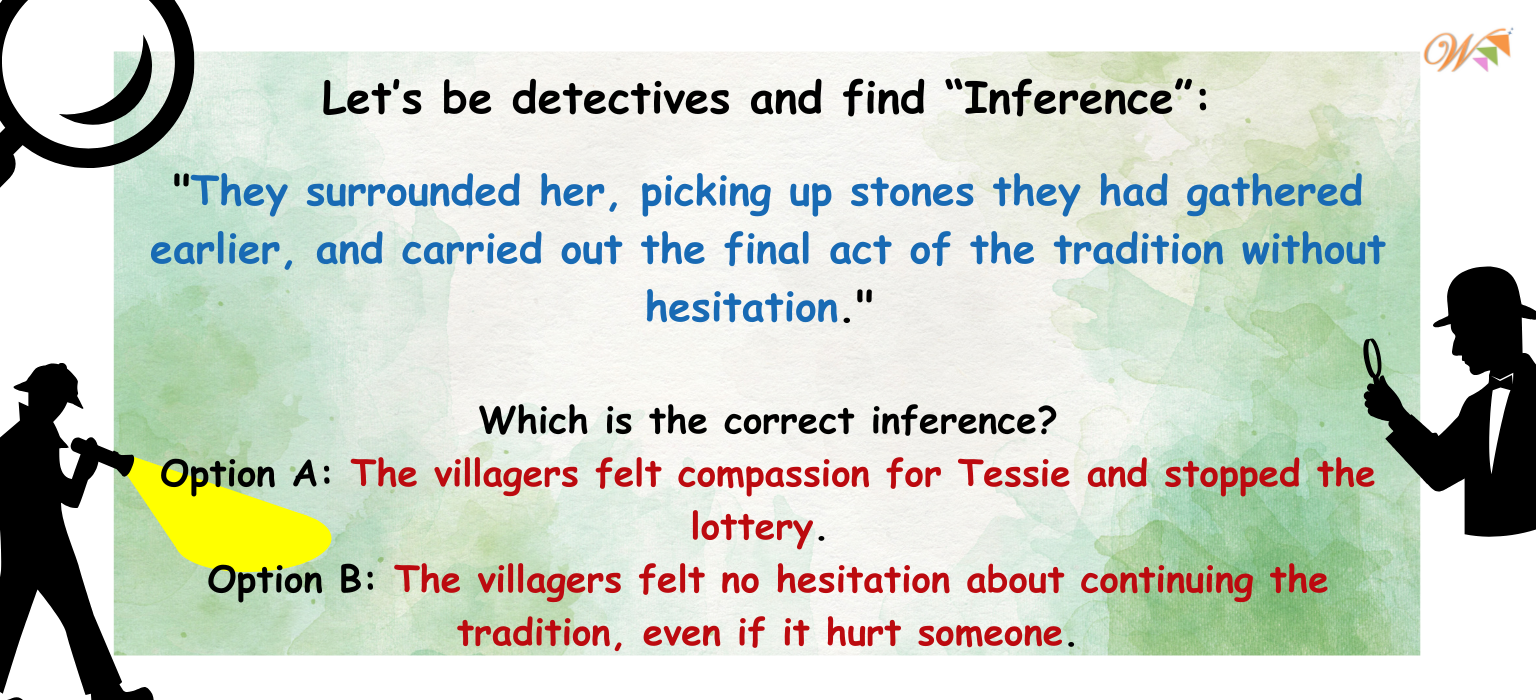 W
Let's be detectives and find “Inference”:
"They surrounded her, picking up stones they had gathered
earlier, and carried out the final act of the tradition without
hesitation."
Which is the correct inference?
Option A: The villagers felt compassion for Tessie and stopped the
lottery.
Option B: The villagers felt no hesitation about continuing the
tradition, even if it hurt someone.